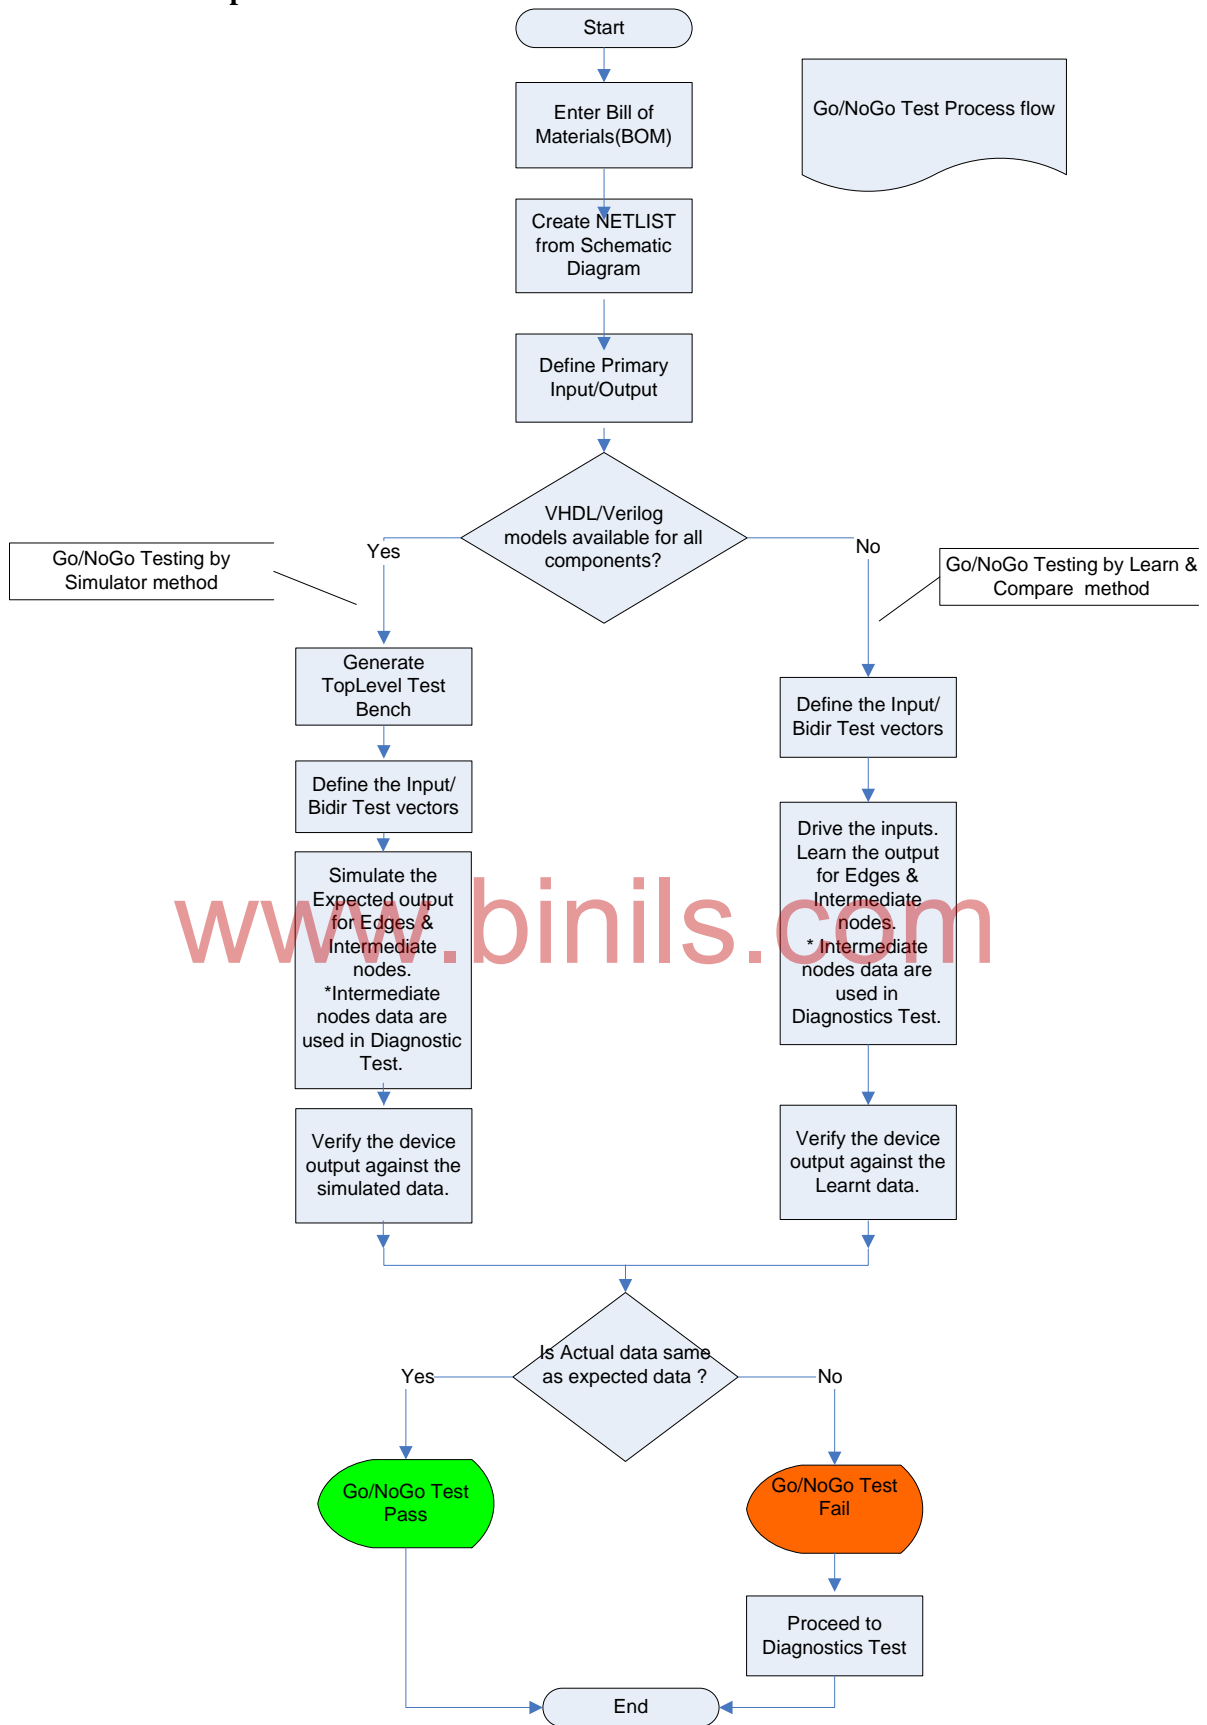 Start
Go/NoGo Test Process flow
Enter Bill of
Materials(BOM)
Create NETLIST
from Schematic
Diagram
Define Primary
Input/Output
VHDL/Verilog
models available for all
components?
Yes
No
Go/NoGo Testing by
Simulator method
Go/NoGo Testing by Learn &
Compare method
Generate
TopLevel Test
Bench
Define the Input/
Bidir Test vectors
Simulate the
Expected output
for Edges &
Intermediate
nodes.
*Intermediate
nodes data are
used in Diagnostic
Test.
Verify the device
output against the
simulated data.
Define the Input/
Bidir Test vectors
Drive the inputs.
Learn the output
for Edges &
Intermediate
nodes.
* Intermediate
nodes data are
used in
Diagnostics Test.
Verify the device
output against the
Learnt data.
www.binils.com
Is Actual data same
as expected data ?
Yes
No
Go/NoGo Test
Pass
Go/NoGo Test
Fail
Proceed to
Diagnostics Test
End